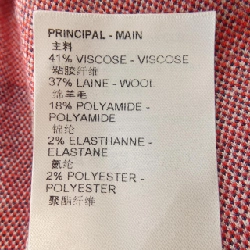 PRINCIPAL - MAIN
主料
41% VISCOSE - VISCOSE
粘胶纤维
37% LAINE - WOOL
绵羊毛
18% POLYAMIDE -
POLYAMIDE
锦纶
2% ELASTHANNE -
ELASTANE
氨纶
2% POLYESTER -
POLYESTER
聚酯纤维